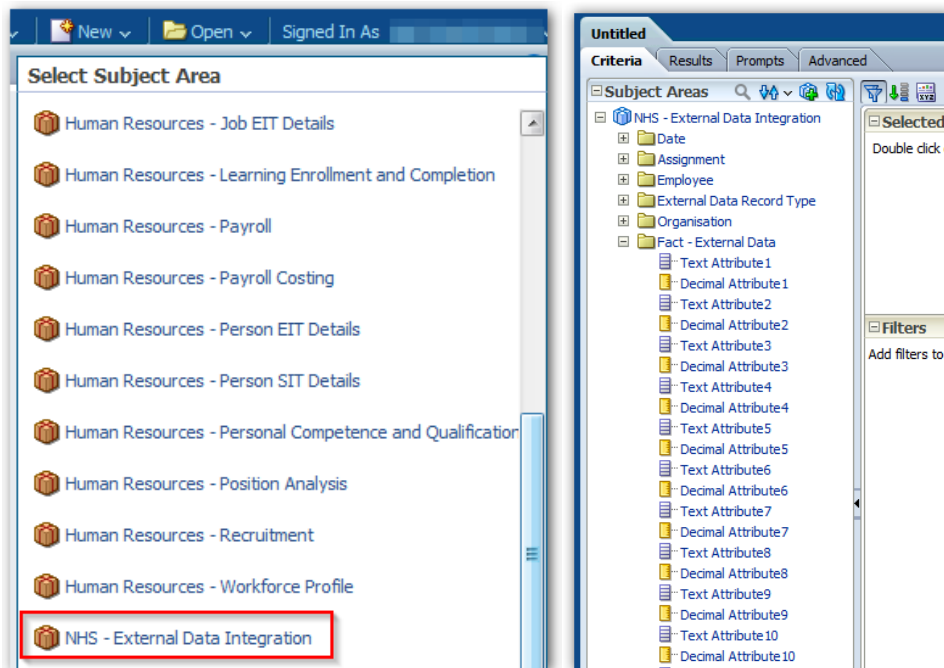 New
Open
Signed In As
Select Subject Area
Human Resources - Job EIT Details
Human Resources - Learning Enrollment and Completion
Human Resources - Payroll
Human Resources - Payroll Costing
Human Resources - Person EIT Details
Human Resources - Person SIT Details
Human Resources - Personal Competence and Qualification
Human Resources - Position Analysis
Human Resources - Recruitment
Human Resources - Workforce Profile
NHS - External Data Integration
Untitled
Criteria
Results
Prompts
Advanced
Subject Areas
XYZ
NHS - External Data Integration
Date
Assignment
Employee
External Data Record Type
Organisation
Fact - External Data
Text Attribute1
Decimal Attribute1
Text Attribute2
Decimal Attribute2
Text Attribute3
Decimal Attribute3
Text Attribute4
Decimal Attribute4
Text Attribute5
Decimal Attribute5
Text Attribute6
Decimal Attribute6
Text Attribute7
Decimal Attribute7
Text Attribute8
Decimal Attribute8
Text Attribute9
Decimal Attribute9
Text Attribute10
Decimal Attribute10
Selected
Double click
Filters
Add filters to